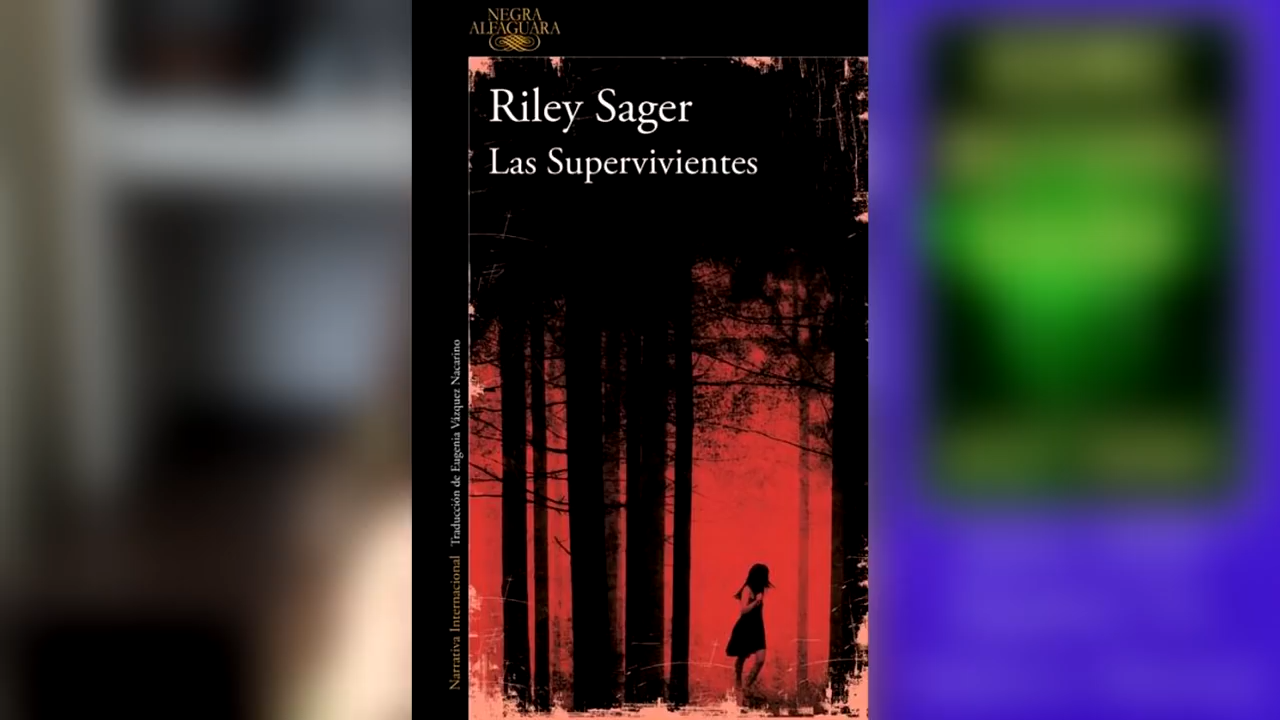 NEGRA
ALFAGUARA
Riley Sager
Las Supervivientes
Narrativa Internacional Traducción de Eugenia Vázquez Nacarino